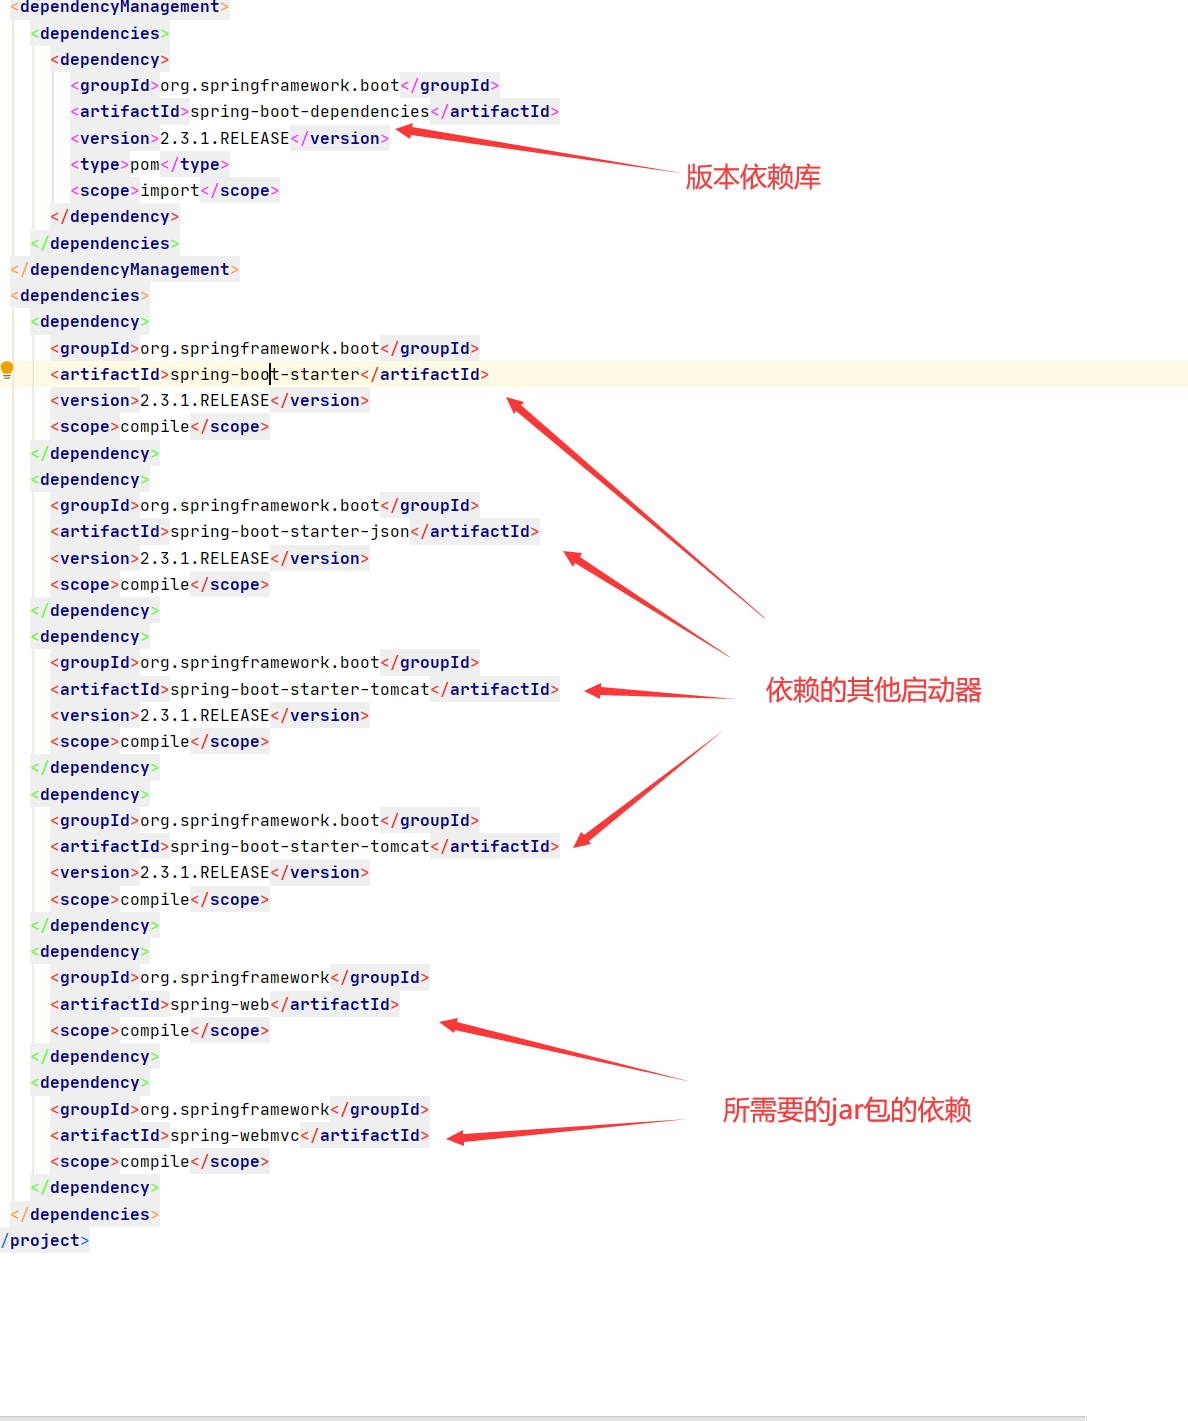 <dependencyManagement>
<dependencies>
<dependency>
<groupId>org.springframework.boot</groupId>
<artifactId>spring-boot-dependencies</artifactId>
<version>2.3.1.RELEASE</version>
版本依赖库
<type>pom</type>
<scope>import</scope>
</dependency>
</dependencies>
</dependencyManagement>
<dependencies>
<dependency>
<groupId>org.springframework.boot</groupId>
<artifactId>spring-boot-starter</artifactId>
<version>2.3.1.RELEASE</version>
<scope>compile</scope>
</dependency>
<dependency>
<groupId>org.springframework.boot</groupId>
<artifactId>spring-boot-starter-json</artifactId>
<version>2.3.1.RELEASE</version>
<scope>compile</scope>
</dependency>
<dependency>
<groupId>org.springframework.boot</groupId>
<artifactId>spring-boot-starter-tomcat</artifactId>
依赖的其他启动器
<version>2.3.1.RELEASE</version>
<scope>compile</scope>
</dependency>
<dependency>
<groupId>org.springframework.boot</groupId>
<artifactId>spring-boot-starter-tomcat</artifactId>
<version>2.3.1.RELEASE</version>
<scope>compile</scope>
</dependency>
<dependency>
<groupId>org.springframework</groupId>
<artifactId>spring-web</artifactId>
<scope>compile</scope>
</dependency>
<dependency>
<groupId>org.springframework</groupId>
所需要的jar包的依赖
<artifactId>spring-webmvc</artifactId>
<scope>compile</scope>
</dependency>
</dependencies>
/project>